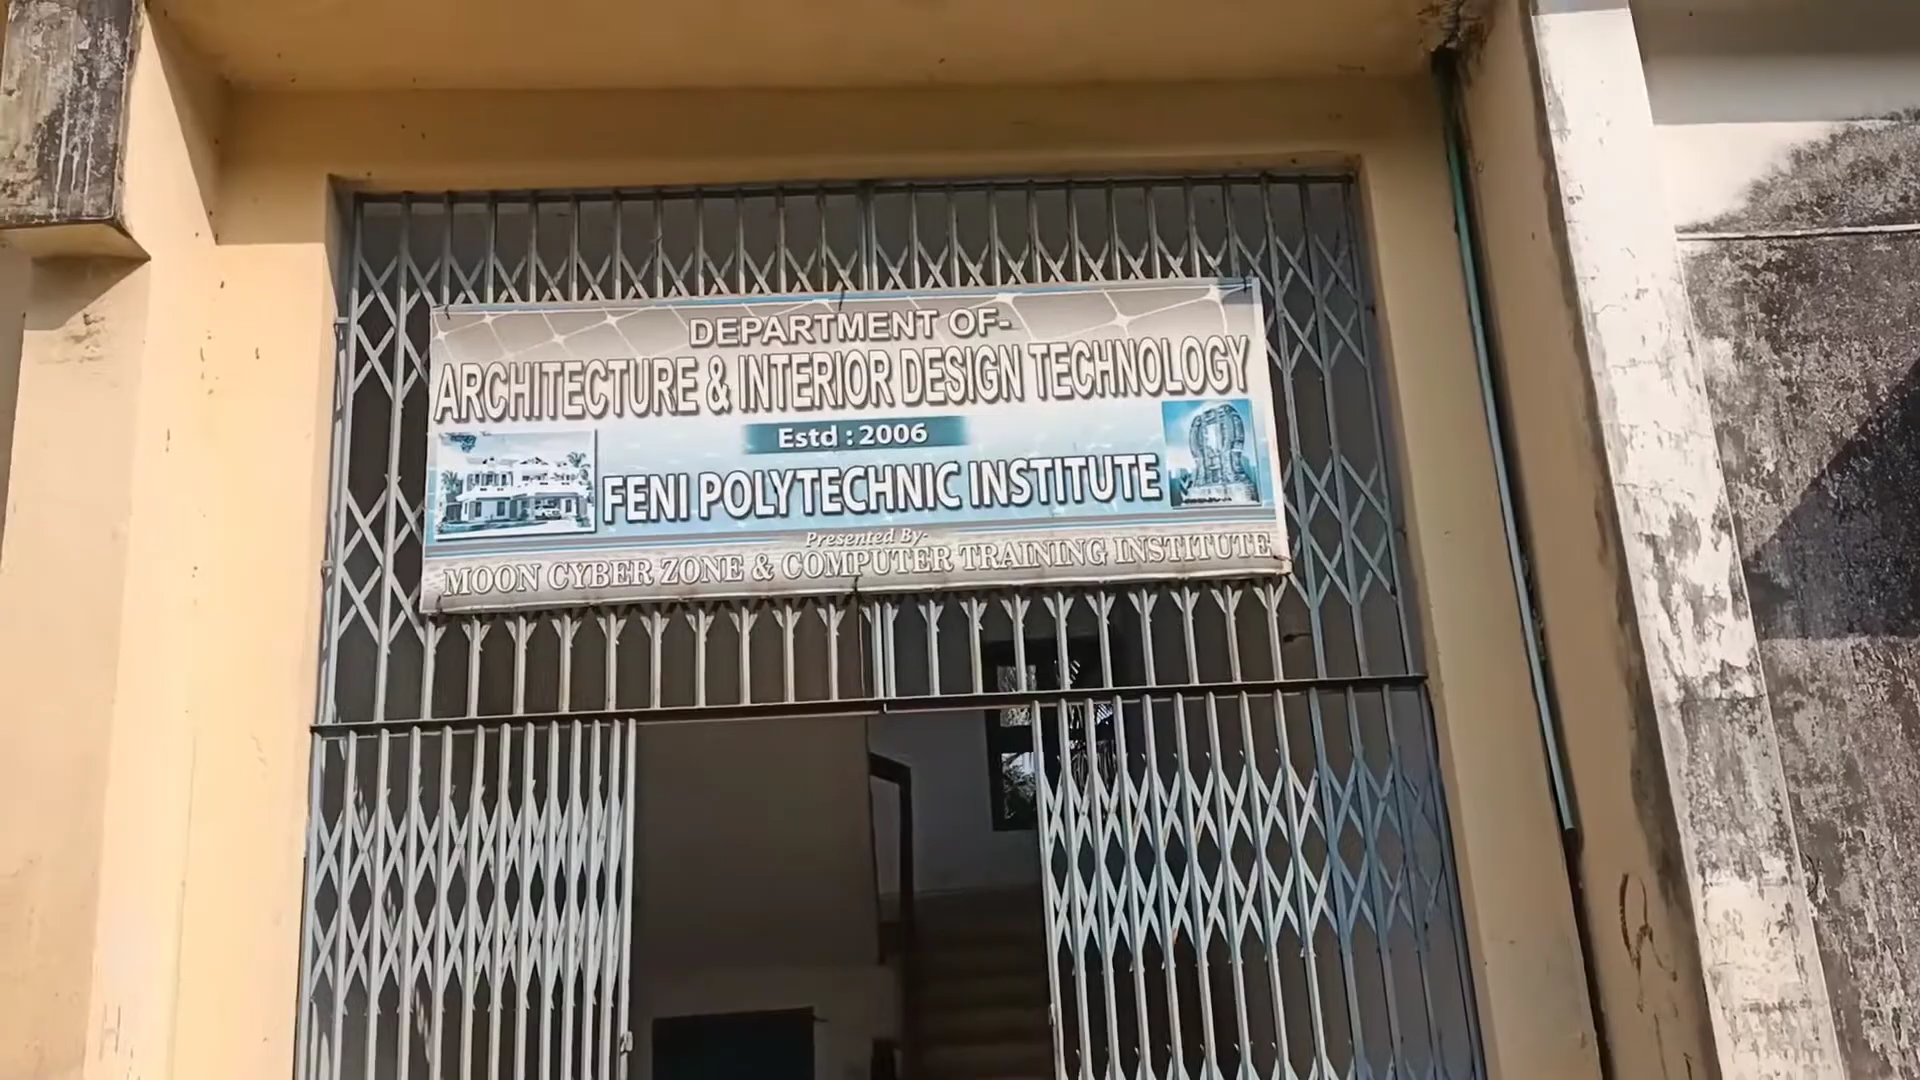 DEPARTMENT OF-
ARCHITECTURE & INTERIOR DESIGN TECHNOLOGY
Estd : 2006
FENI POLYTECHNIC INSTITUTE
Presented By-
MOON CYBER ZONE & COMPUTER TRAINING INSTITUTE